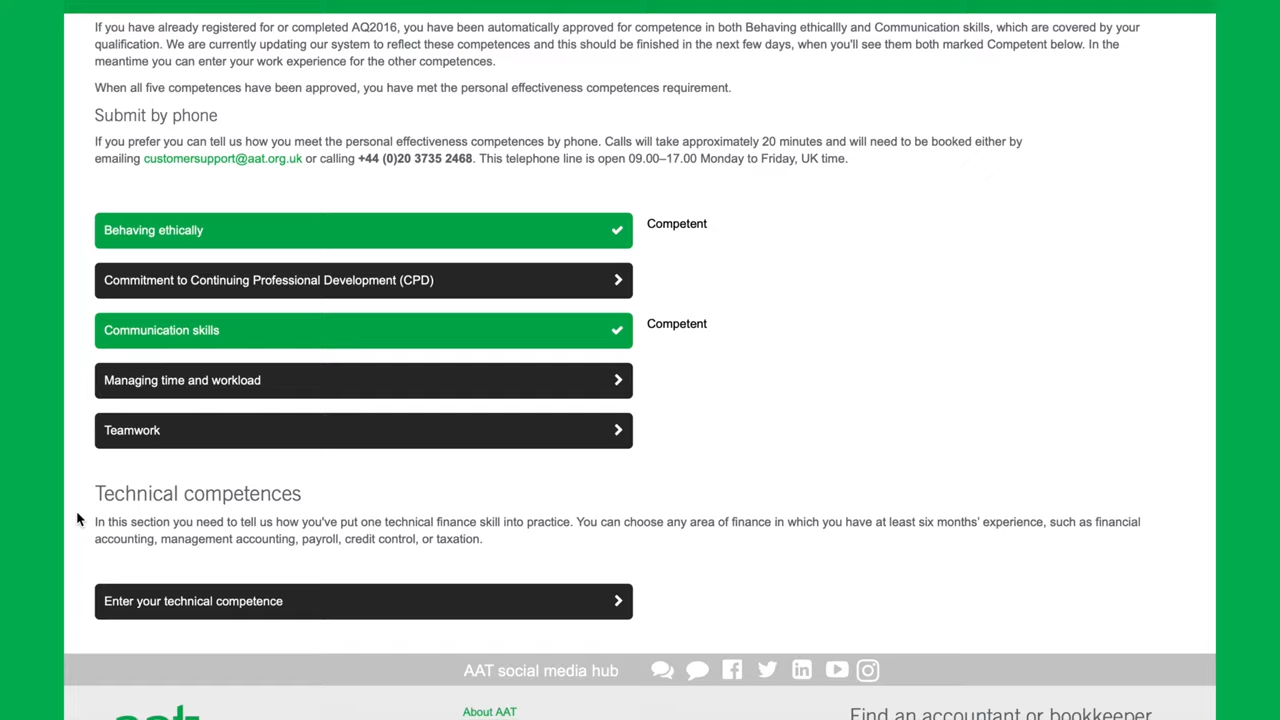 If you have already registered for or completed AQ2016, you have been automatically approved for competence in both Behaving ethically and Communication skills, which are covered by your
qualification. We are currently updating our system to reflect these competences and this should be finished in the next few days, when you'll see them both marked Competent below. In the
meantime you can enter your work experience for the other competences.
When all five competences have been approved, you have met the personal effectiveness competences requirement.
Submit by phone
If you prefer you can tell us how you meet the personal effectiveness competences by phone. Calls will take approximately 20 minutes and will need to be booked either by
emailing customersupport@aat.org.uk or calling +44 (0)20 3735 2468. This telephone line is open 09.00–17.00 Monday to Friday, UK time.
Behaving ethically Competent
Commitment to Continuing Professional Development (CPD)
Communication skills Competent
Managing time and workload
Teamwork
Technical competences
In this section you need to tell us how you've put one technical finance skill into practice. You can choose any area of finance in which you have at least six months' experience, such as financial
accounting, management accounting, payroll, credit control, or taxation.
Enter your technical competence
AAT social media hub
aat
About AAT
Find an accountant or bookkeeper